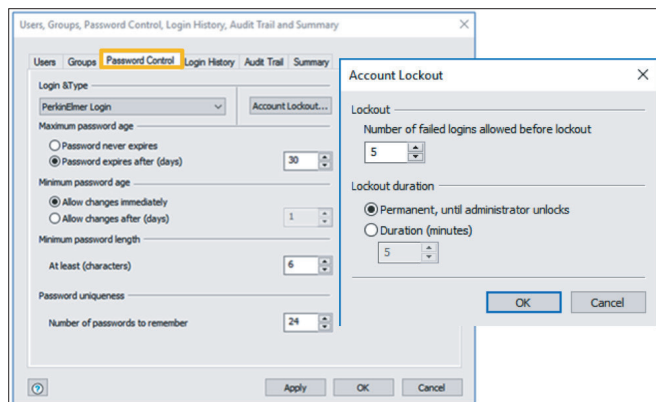 Users, Groups, Password Control, Login History, Audit Trail and Summary
Users Groups Password Control Login History Audit Trail Summary
Login &Type
PerkinElmer Login Account Lockout...
Maximum password age
Password never expires
Password expires after (days) 30
Minimum password age
Allow changes immediately
Allow changes after (days) 1
Minimum password length
At least (characters) 6
Password uniqueness
Number of passwords to remember 24
Apply OK Cancel
Account Lockout
Lockout
Number of failed logins allowed before lockout
5
Lockout duration
Permanent, until administrator unlocks
Duration (minutes)
5
OK Cancel